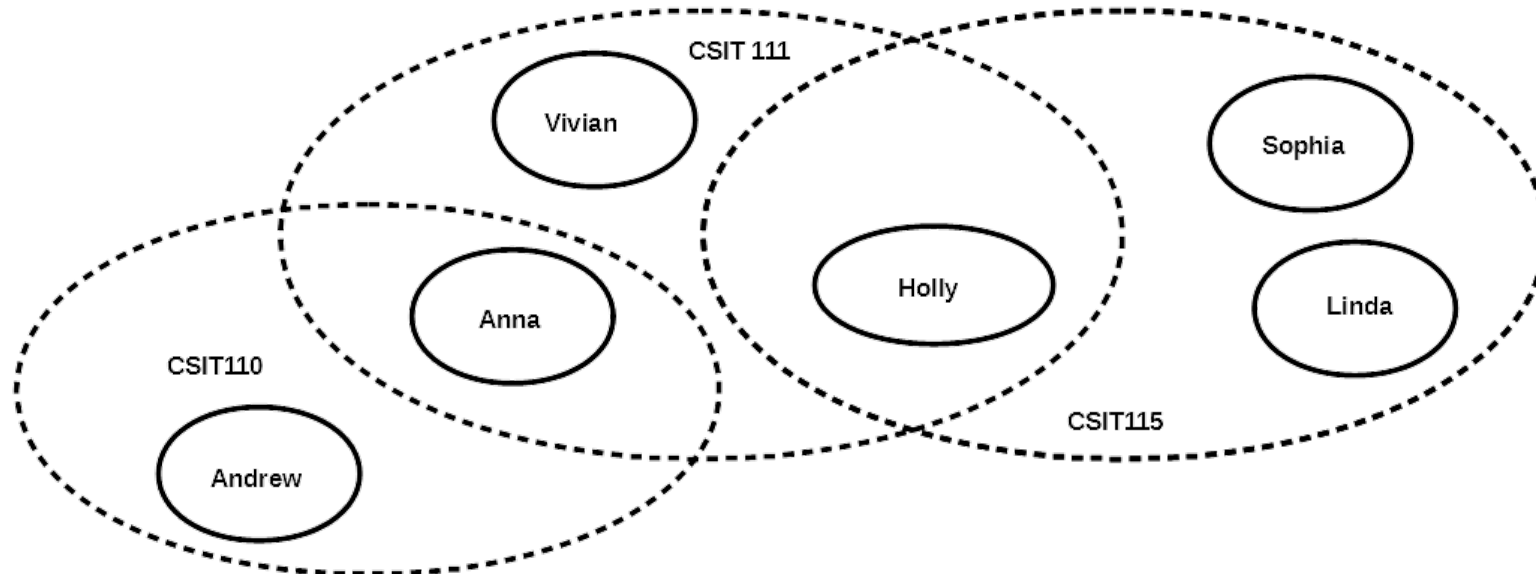 CSIT 111
Vivian
Sophia
Holly
Linda
Anna
CSIT110
CSIT115
Andrew